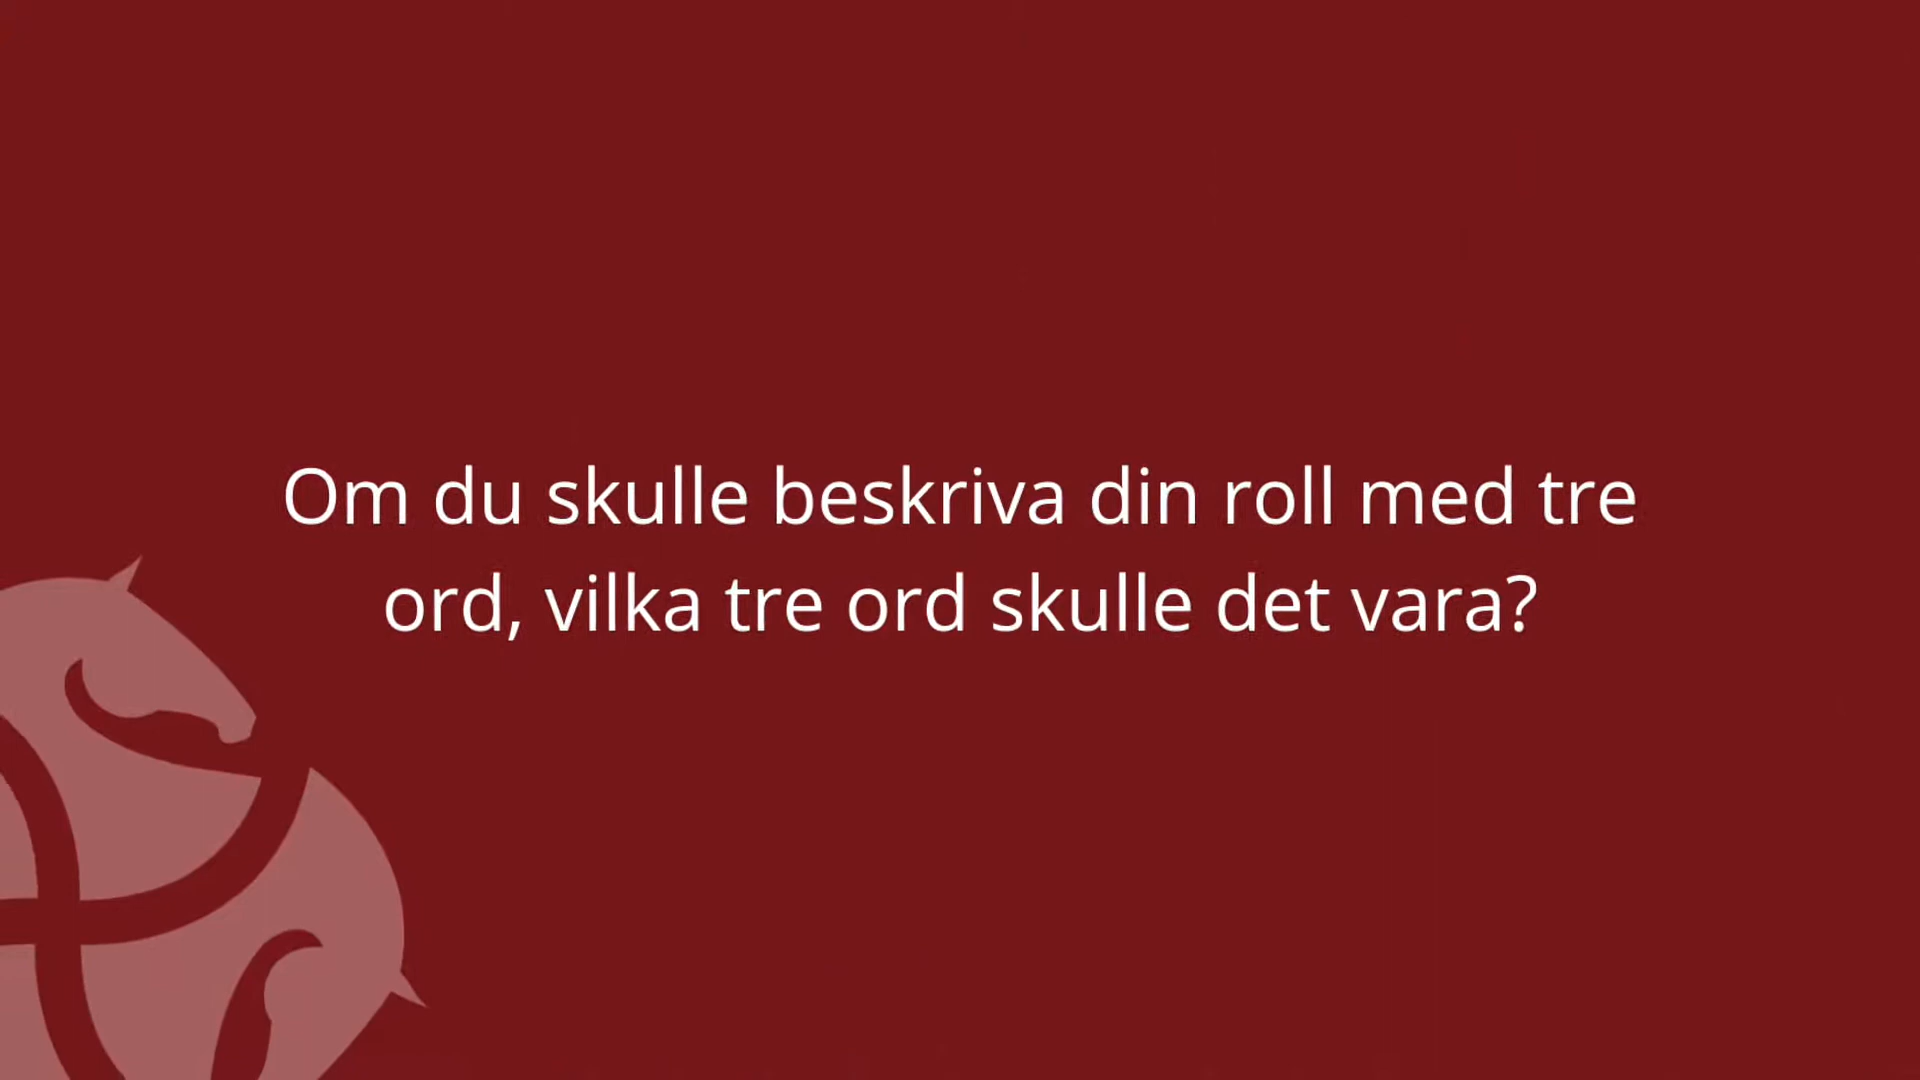 Om du skulle beskriva din roll med tre
ord, vilka tre ord skulle det vara?